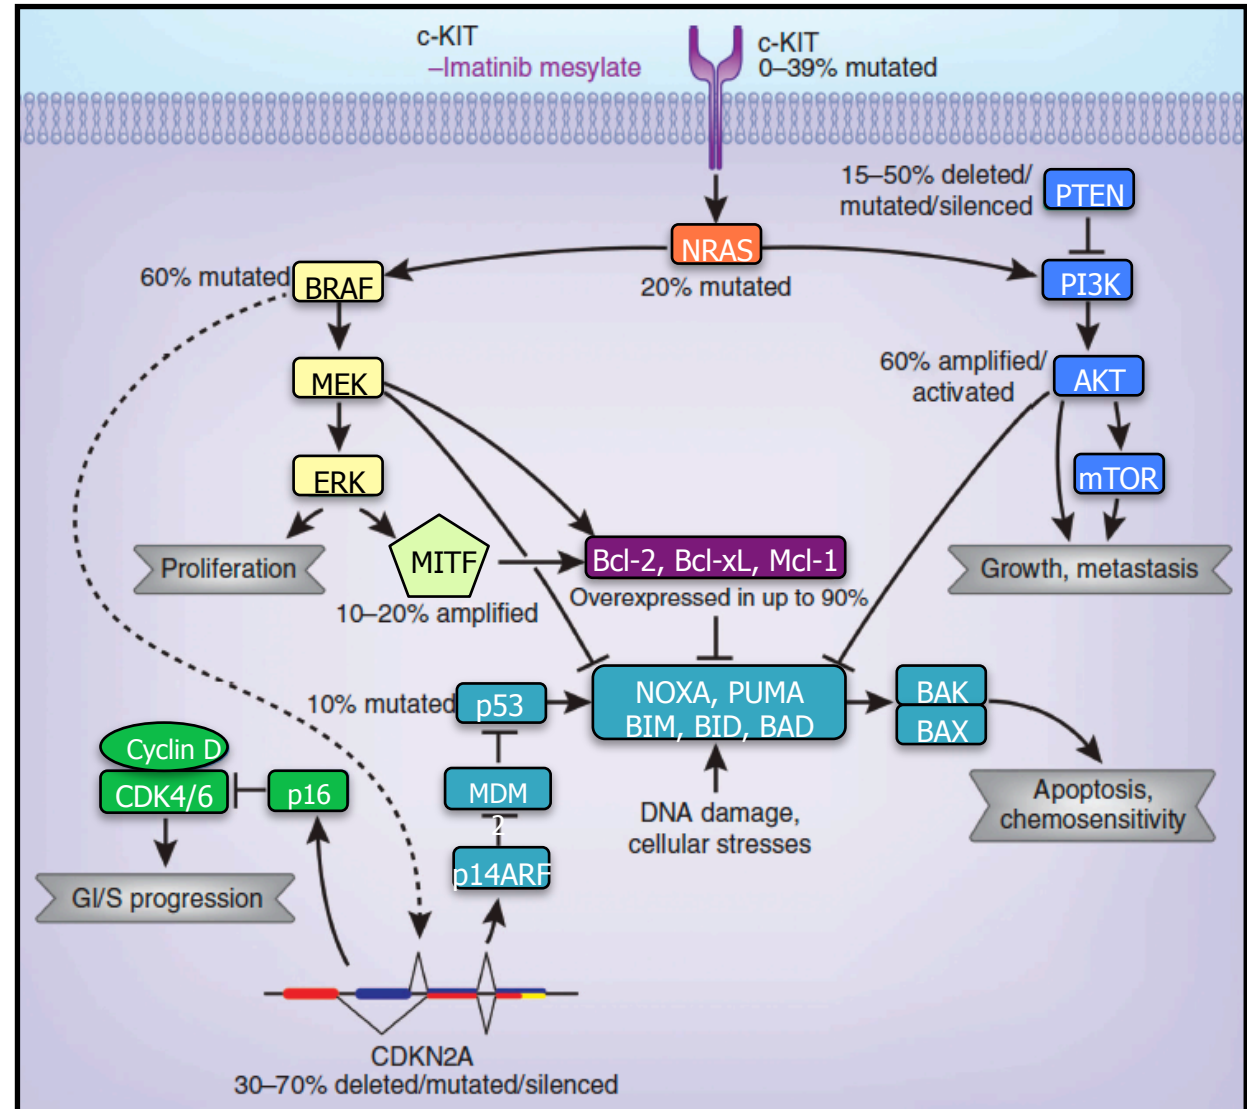 c-KIT
–Imatinib mesylate
c-KIT
0–39% mutated
15–50% deleted/
mutated/silenced
PTEN
NRAS
20% mutated
60% mutated
BRAF
PI3K
MEK
60% amplified/
activated
AKT
ERK
mTOR
Proliferation
MITF
10–20% amplified
Bcl-2, Bcl-xL, Mcl-1
Overexpressed in up to 90%
Growth, metastasis
10% mutated
p53
NOXA, PUMA
BIM, BID, BAD
BAK
BAX
Cyclin D
CDK4/6
p16
MDM
2
p14ARF
DNA damage,
cellular stresses
Apoptosis,
chemosensitivity
GI/S progression
CDKN2A
30–70% deleted/mutated/silenced